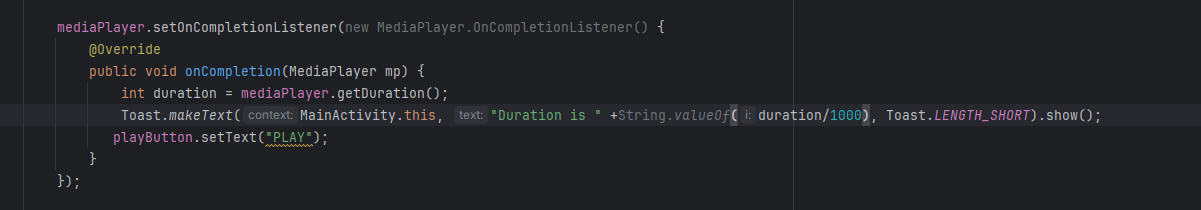 mediaPlayer.setOnCompletionListener(new MediaPlayer.OnCompletionListener() {
@Override
public void onCompletion(MediaPlayer mp) {
int duration = mediaPlayer.getDuration();
Toast.makeText( context: MainActivity.this, text: "Duration is " +String.valueOf( i: duration/1000), Toast.LENGTH_SHORT).show();
playButton.setText("PLAY");
}
});